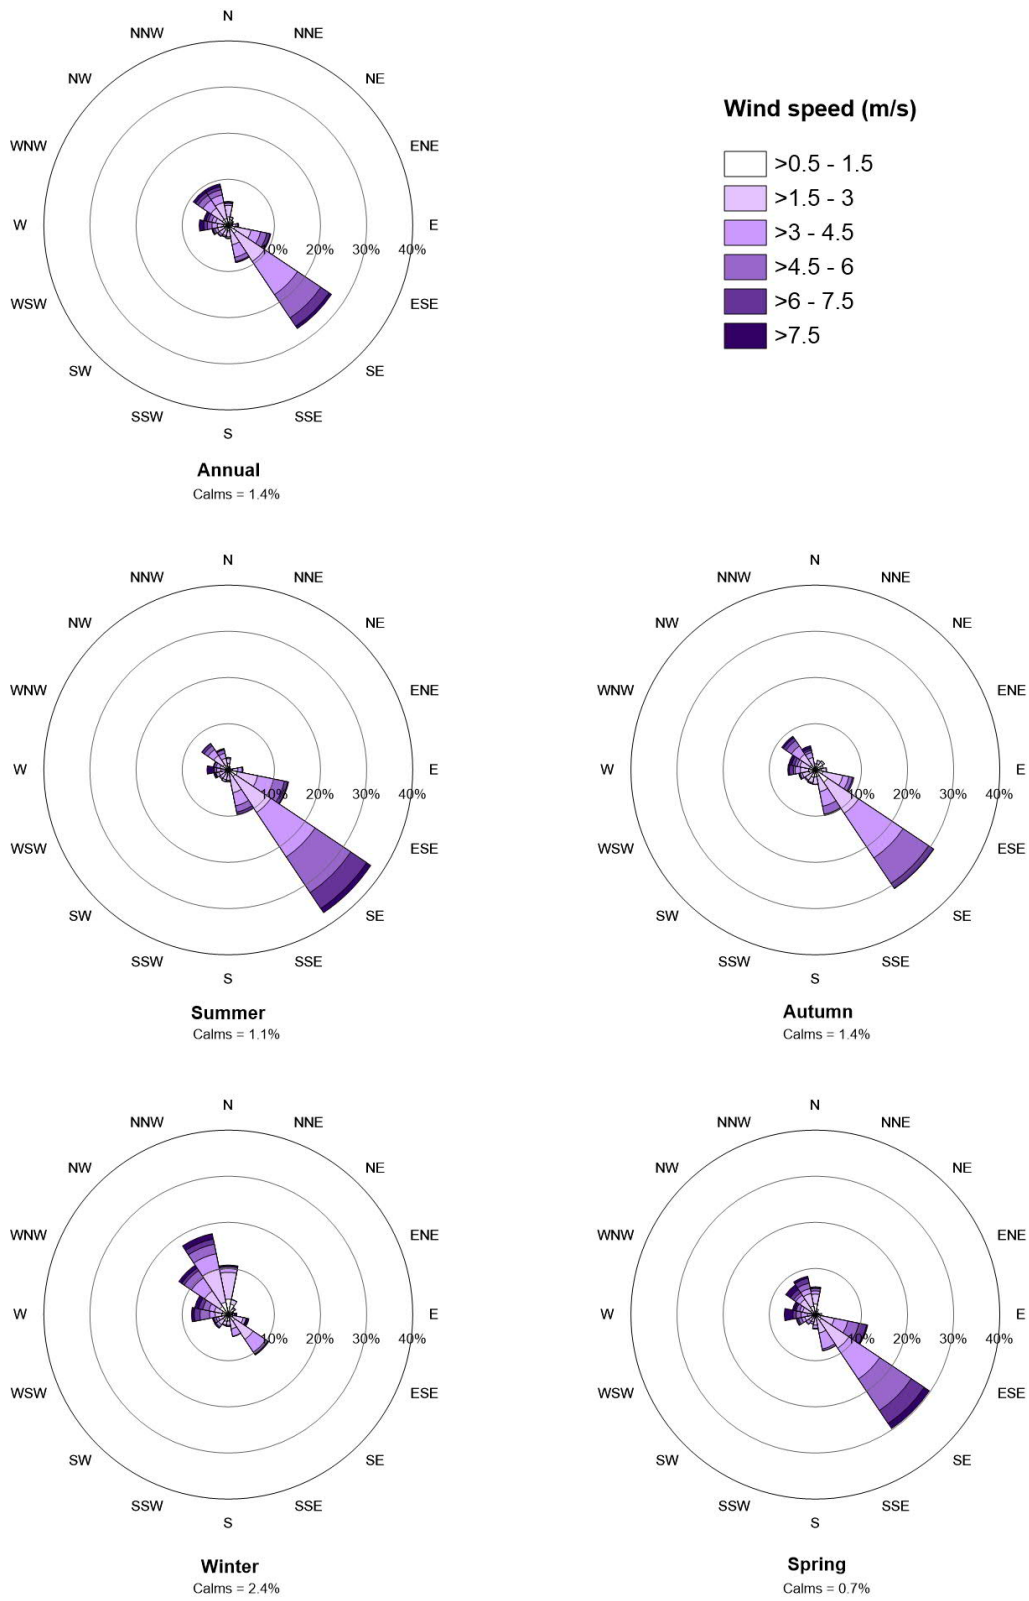 N
NNW NNE
NW NE
WNW ENE
W E
10% 20% 30% 40%
WSW ESE
SW SE
SSW SSE
S
Annual
Calms = 1.4%
Wind speed (m/s)
>0.5 - 1.5
>1.5 - 3
>3 - 4.5
>4.5 - 6
>6 - 7.5
>7.5
N
NNW NNE
NW NE
WNW ENE
W E
10% 20% 30% 40%
WSW ESE
SW SE
SSW SSE
S
Summer
Calms = 1.1%
N
NNW NNE
NW NE
WNW ENE
W E
10% 20% 30% 40%
WSW ESE
SW SE
SSW SSE
S
Autumn
Calms = 1.4%
N
NNW NNE
NW NE
WNW ENE
W E
10% 20% 30% 40%
WSW ESE
SW SE
SSW SSE
S
Winter
Calms = 2.4%
N
NNW NNE
NW NE
WNW ENE
W E
10% 20% 30% 40%
WSW ESE
SW SE
SSW SSE
S
Spring
Calms = 0.7%